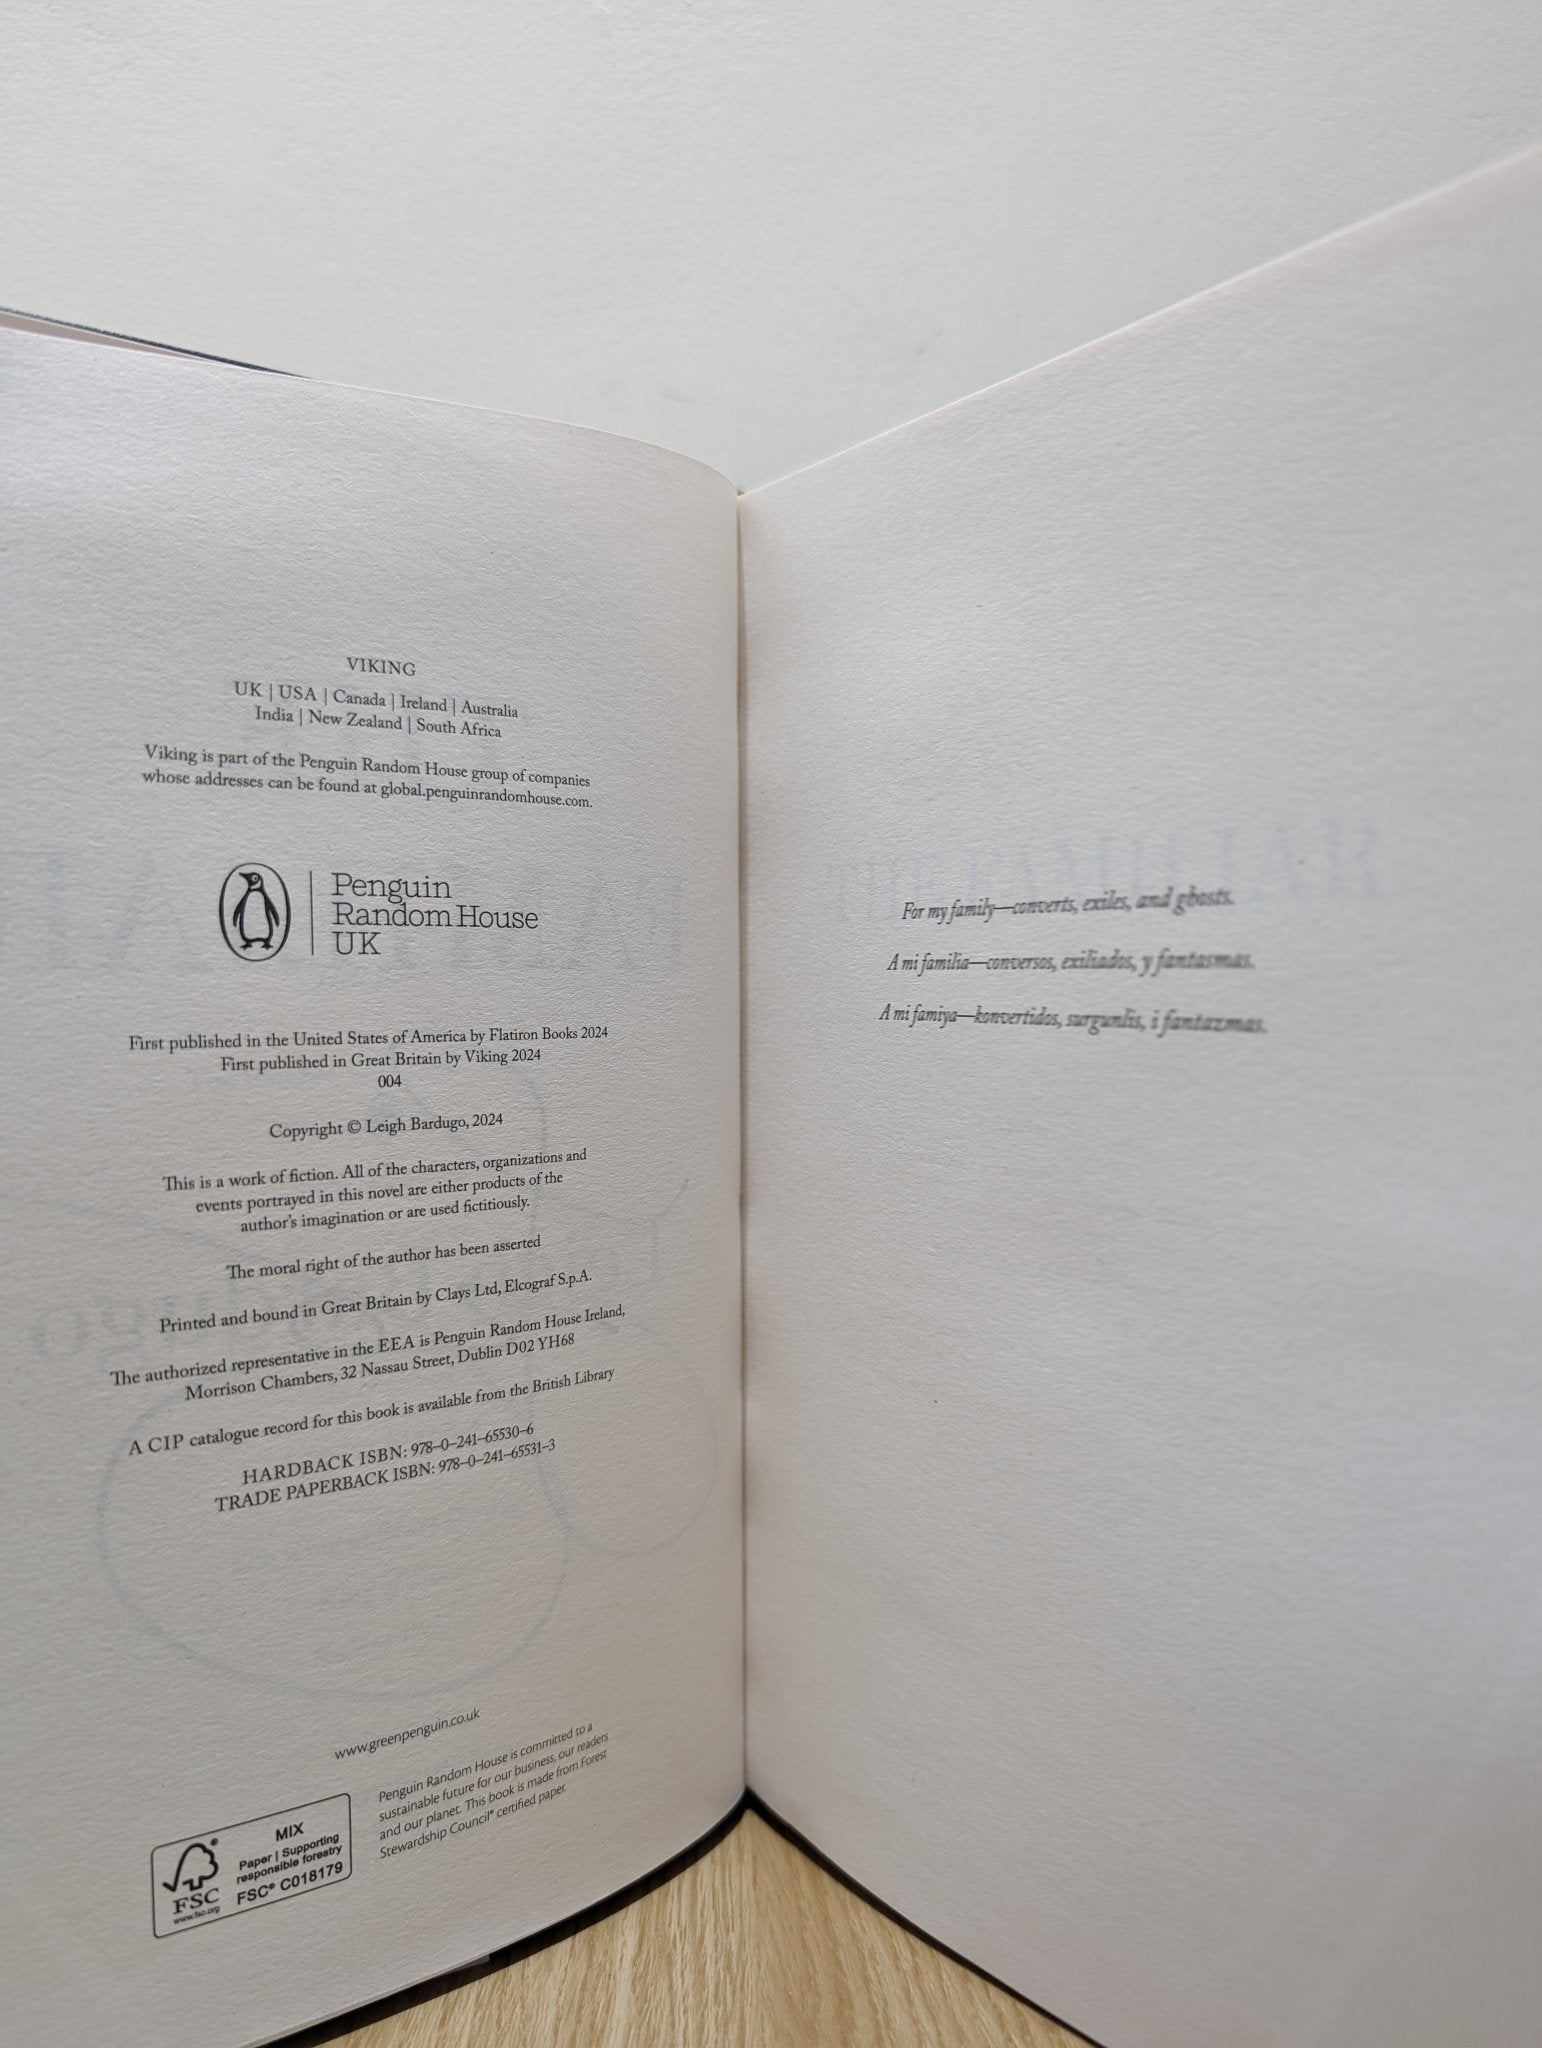 VIKING
UK | USA | Canada | Ireland | Australia
India | New Zealand | South Africa
Viking is part of the Penguin Random House group of companies
whose addresses can be found at global.penguinrandomhouse.com.
Penguin
Random House
UK
First published in the United States of America by Flatiron Books 2024
First published in Great Britain by Viking 2024
004
Copyright © Leigh Bardugo, 2024
This is a work of fiction. All of the characters, organizations and
events portrayed in this novel are either products of the
author's imagination or are used fictitiously.
The moral right of the author has been asserted
Printed and bound in Great Britain by Clays Ltd, Elcograf S.p.A.
The authorized representative in the EEA is Penguin Random House Ireland,
Morrison Chambers, 32 Nassau Street, Dublin D02 YH68
A CIP catalogue record for this book is available from the British Library
HARDBACK ISBN: 978–0–241–65530–6
TRADE PAPERBACK ISBN: 978–0–241–65531–3
www.greenpenguin.co.uk
MIX
Paper | Supporting
responsible forestry
FSC® C018179
FSC
www.fsc.org
Penguin Random House is committed to a
sustainable future for our business, our readers
and our planet. This book is made from Forest
Stewardship Council® certified paper.
For my family—converts, exiles, and ghosts.
A mi familia—conversos, exiliados, y fantasmas.
A mi famiya—konvertidos, surgunlis, i fantazmas.